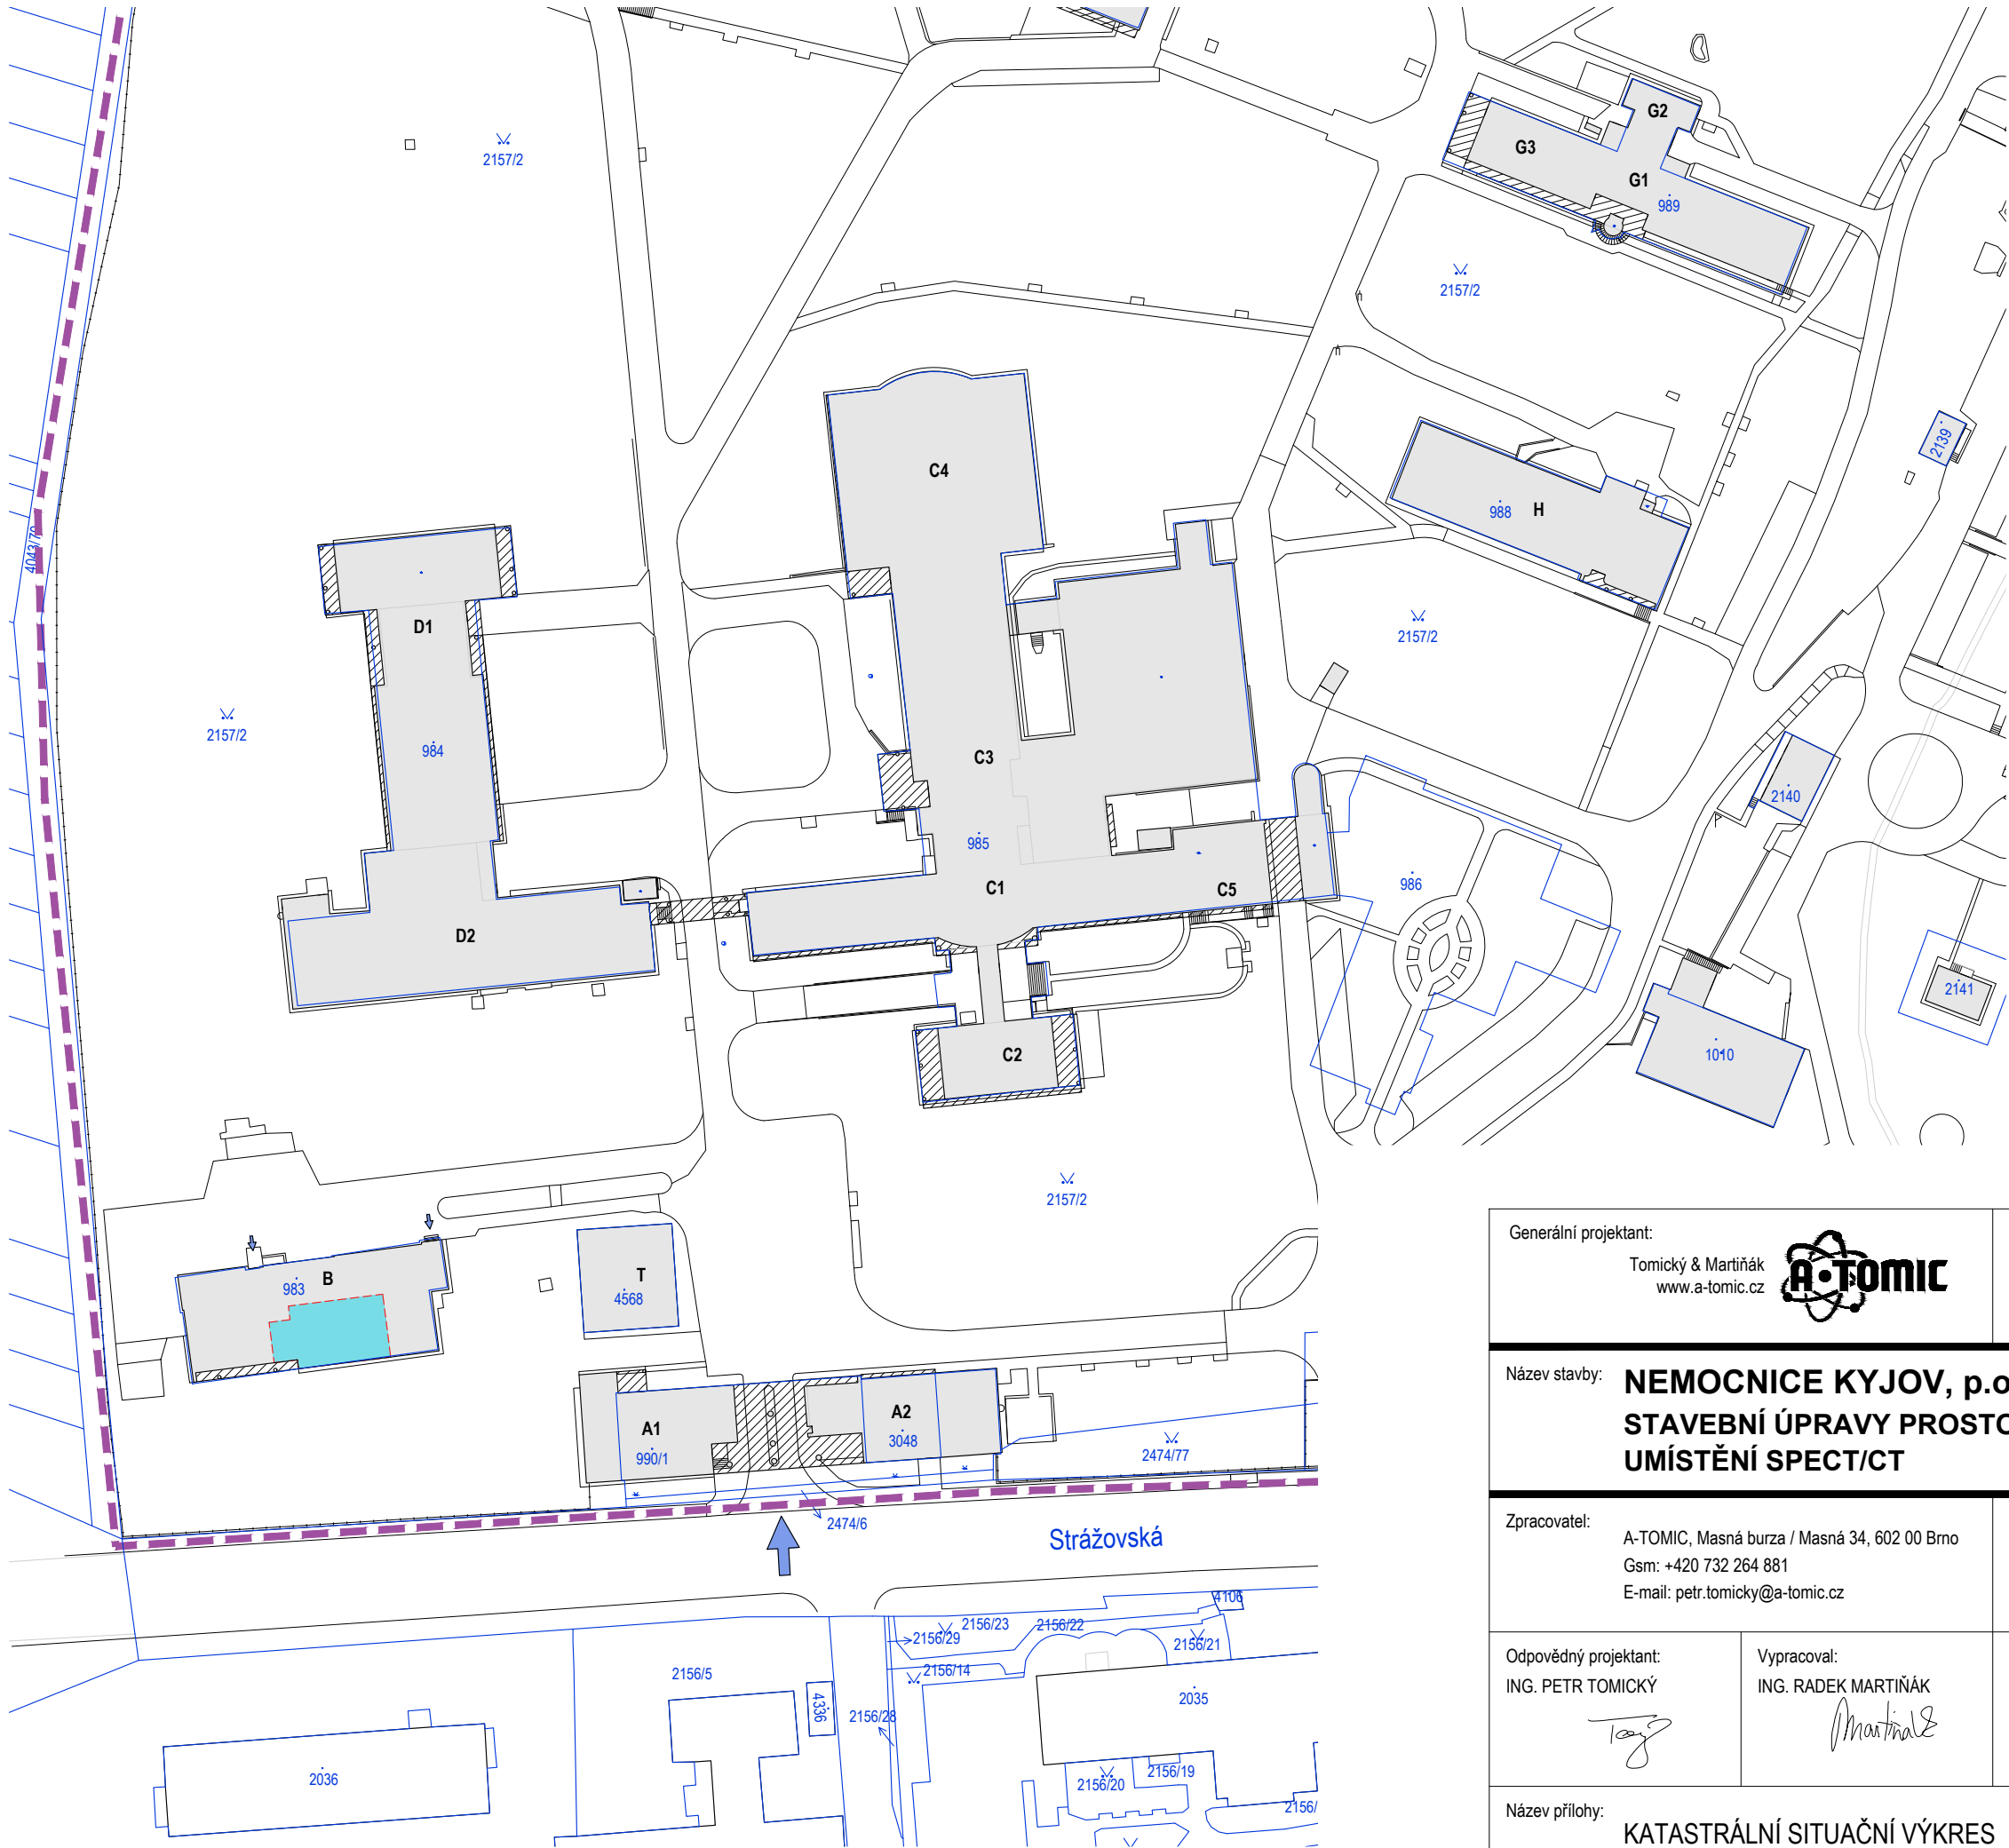 2157/2
G2
G3
G1
989
2157/2
C4
2139
988
H
4043/79
D1
2157/2
2157/2
984
C3
2140
985
986
C1
C5
D2
2141
1010
C2
2157/2
B
983
T
4568
A1
990/1
A2
3048
2474/77
2474/6
Strážovská
4106
2156/23
2156/22
2156/29
2156/21
2156/14
2156/5
4336
2156/28
2035
2036
2156/20
2156/19
2156/
Generální projektant:
Tomický & Martiňák
www.a-tomic.cz
A-TOMIC
Název stavby:
NEMOCNICE KYJOV, p.o
STAVEBNÍ ÚPRAVY PROSTO
UMÍSTĚNÍ SPECT/CT
Zpracovatel:
A-TOMIC, Masná burza / Masná 34, 602 00 Brno
Gsm: +420 732 264 881
E-mail: petr.tomicky@a-tomic.cz
Odpovědný projektant:
ING. PETR TOMICKÝ
Vypracoval:
ING. RADEK MARTIŇÁK
Martiňák
Název přílohy:
KATASTRÁLNÍ SITUAČNÍ VÝKRES